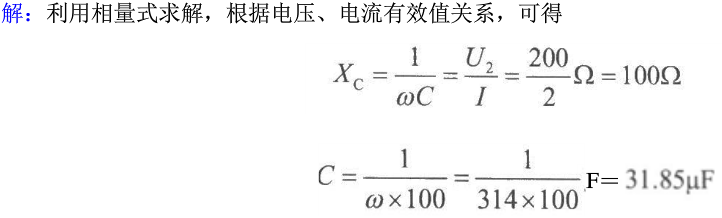 解：利用相量式求解，根据电压、电流有效值关系，可得
X_C = 1/ωC = U_2/I = 200/2 Ω = 100Ω
C = 1/(ω×100) = 1/(314×100) F= 31.85μF